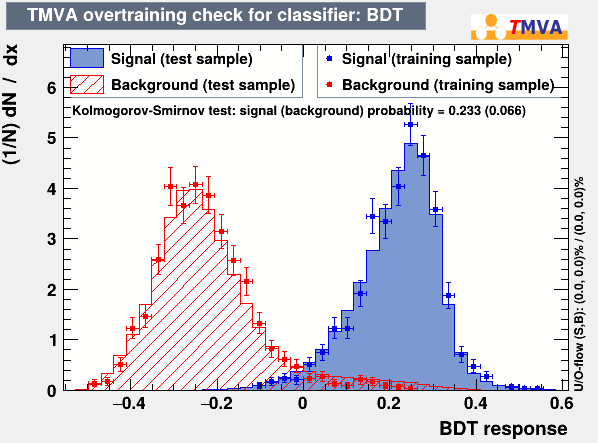 TMVA overtraining check for classifier: BDT
TMVA
(1/N) dN / dx
Signal (test sample)
Background (test sample)
Signal (training sample)
Background (training sample)
Kolmogorov-Smirnov test: signal (background) probability = 0.233 (0.066)
6
5
4
3
2
1
0
−0.4
−0.2
0
0.2
0.4
0.6
BDT response
U/O-flow (S,B): (0.0, 0.0)% / (0.0, 0.0)%